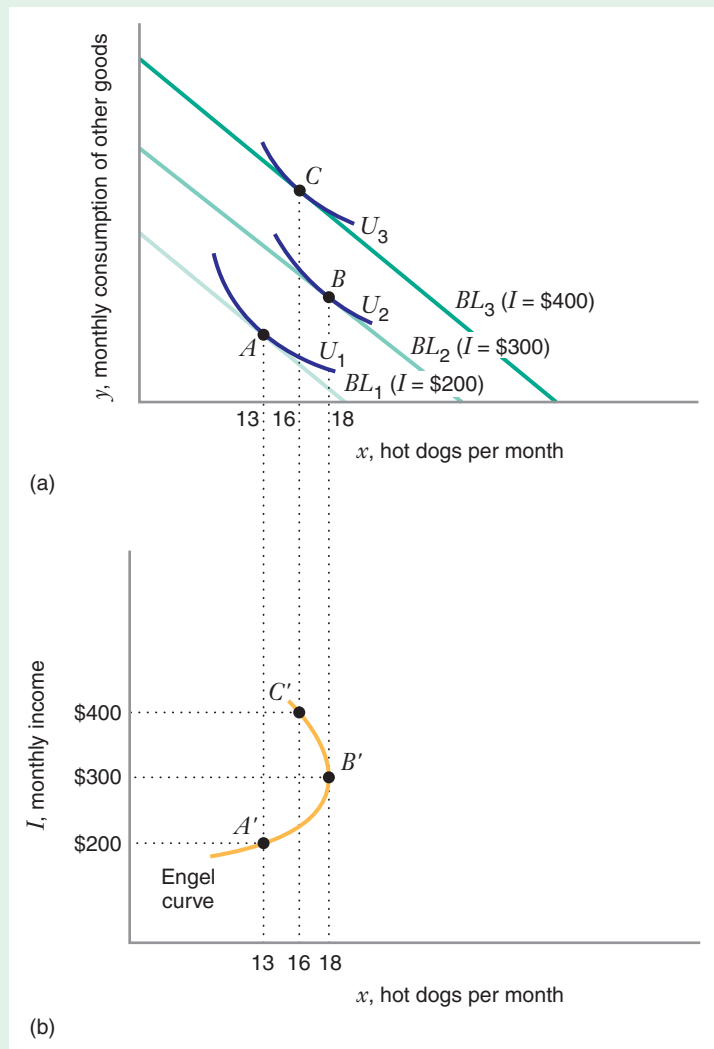 y, monthly consumption of other goods
C
U3
B
U2
BL3 (I = $400)
A
U1
BL2 (I = $300)
BL1 (I = $200)
13 16 18
x, hot dogs per month
(a)
I, monthly income
C′
$400
B′
$300
A′
$200
Engel
curve
13 16 18
x, hot dogs per month
(b)